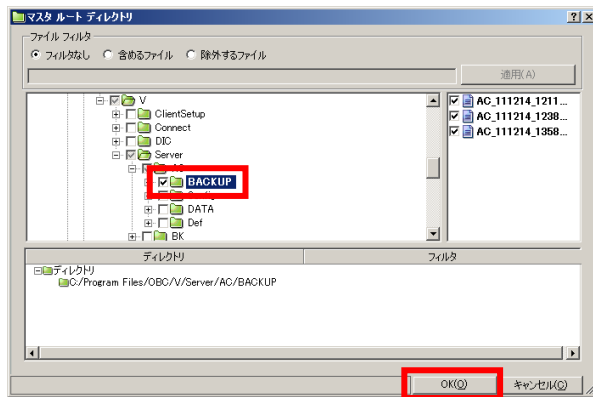 マスタ ルート ディレクトリ
ファイル フィルタ
フィルタなし 含めるファイル 除外するファイル
適用(A)
V
ClientSetup
Connect
DIC
Server
BACKUP
DATA
Def
BK
AC_111214_1211...
AC_111214_1238...
AC_111214_1358...
ディレクトリ フィルタ
ディレクトリ
C:/Program Files/OBC/V/Server/AC/BACKUP
OK(O) キャンセル(C)